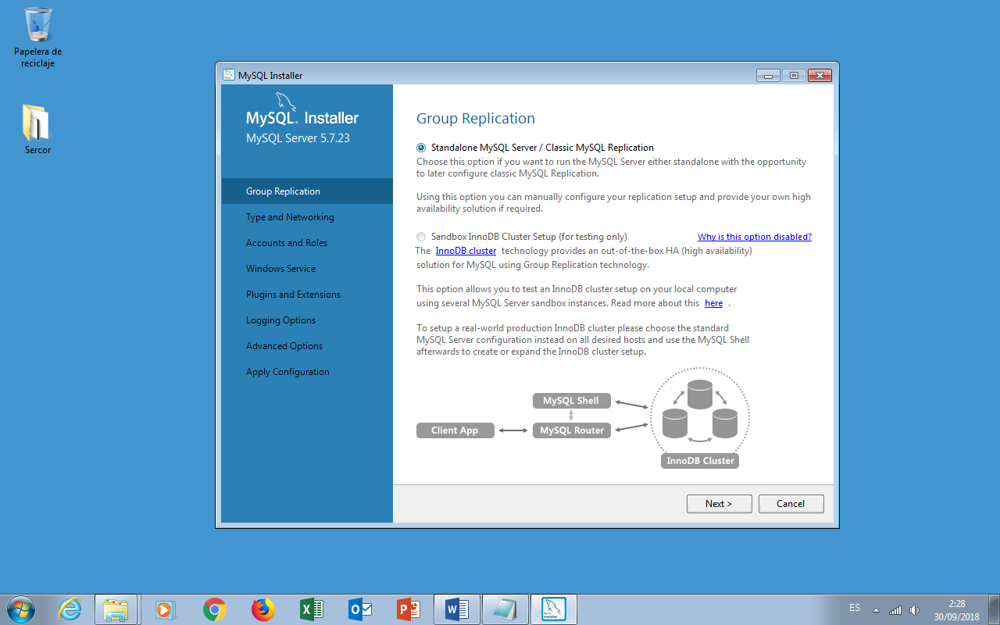 Papelera de
reciclaje
Sercor
MySQL Installer
MySQL. Installer
MySQL Server 5.7.23
Group Replication
Type and Networking
Accounts and Roles
Windows Service
Plugins and Extensions
Logging Options
Advanced Options
Apply Configuration
Group Replication
Standalone MySQL Server / Classic MySQL Replication
Choose this option if you want to run the MySQL Server either standalone with the opportunity
to later configure classic MySQL Replication.
Using this option you can manually configure your replication setup and provide your own high
availability solution if required.
Sandbox InnoDB Cluster Setup (for testing only) Why is this option disabled?
The InnoDB cluster technology provides an out-of-the-box HA (high availability)
solution for MySQL using Group Replication technology.
This option allows you to test an InnoDB cluster setup on your local computer
using several MySQL Server sandbox instances. Read more about this here .
To setup a real-world production InnoDB cluster please choose the standard
MySQL Server configuration instead on all desired hosts and use the MySQL Shell
afterwards to create or expand the InnoDB cluster setup.
MySQL Shell
Client App
MySQL Router
InnoDB Cluster
Next >
Cancel
ES
2:28
30/09/2018